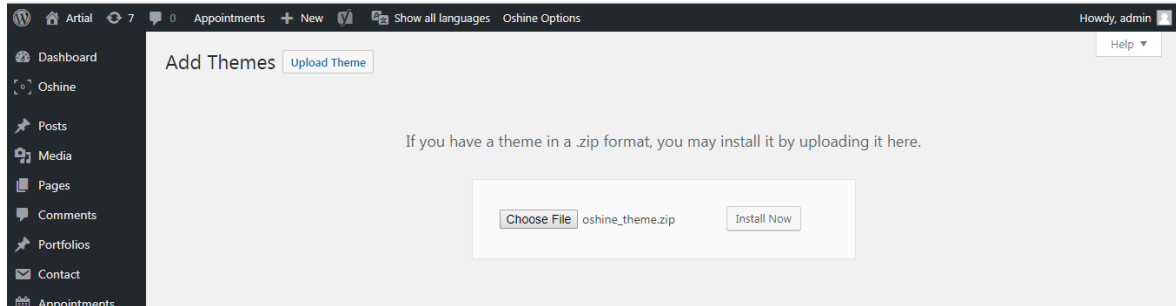 Artial 7 0 Appointments + New Show all languages Oshine Options Howdy, admin
Help ▼
Dashboard
Add Themes Upload Theme
Oshine
Posts
If you have a theme in a .zip format, you may install it by uploading it here.
Media
Pages
Comments
Choose File oshine_theme.zip Install Now
Portfolios
Contact
Appointments